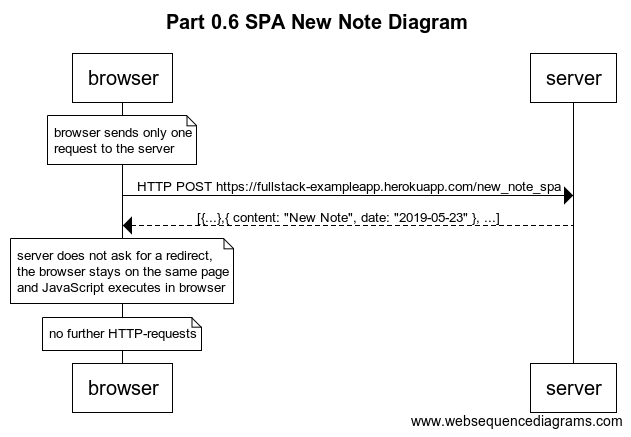 Part 0.6 SPA New Note Diagram
browser
server
browser sends only one
request to the server
HTTP POST https://fullstack-exampleapp.herokuapp.com/new_note_spa
[{...},{ content: "New Note", date: "2019-05-23" }, ...]
server does not ask for a redirect,
the browser stays on the same page
and JavaScript executes in browser
no further HTTP-requests
browser
server
www.websequencediagrams.com